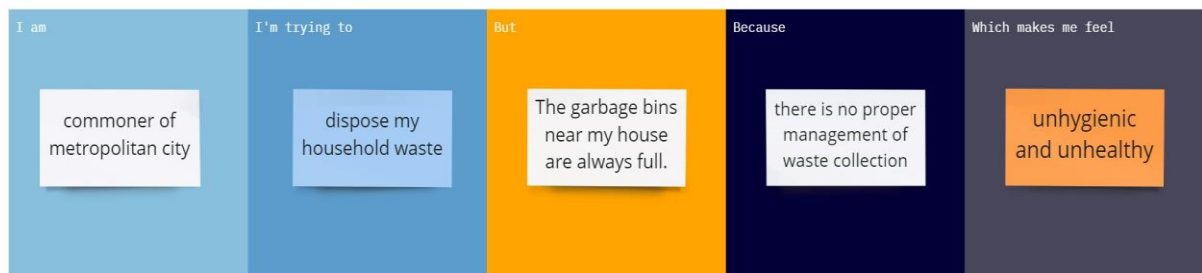 I am
commoner of
metropolitan city
I'm trying to
dispose my
household waste
But
The garbage bins
near my house
are always full.
Because
there is no proper
management of
waste collection
Which makes me feel
unhygienic
and unhealthy